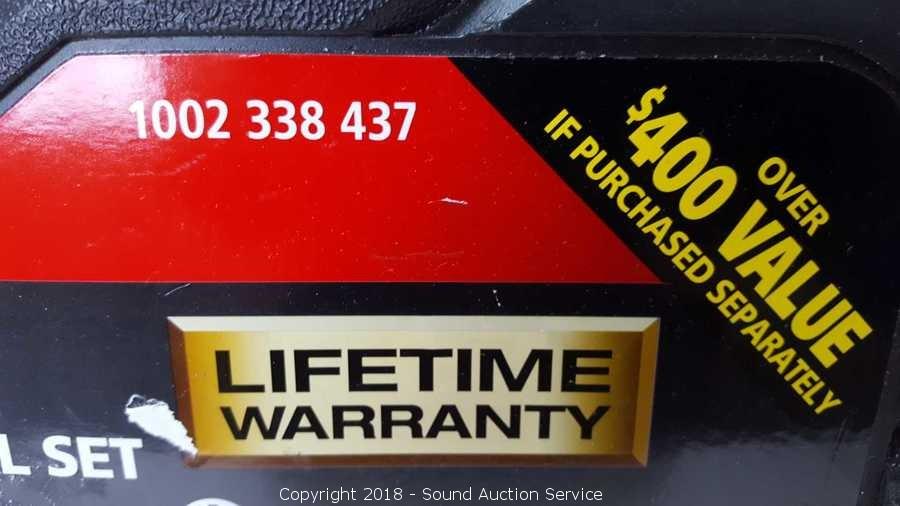 1002 338 437
OVER
$400 VALUE
IF PURCHASED SEPARATELY
LIFETIME
WARRANTY
L SET
Copyright 2018 - Sound Auction Service